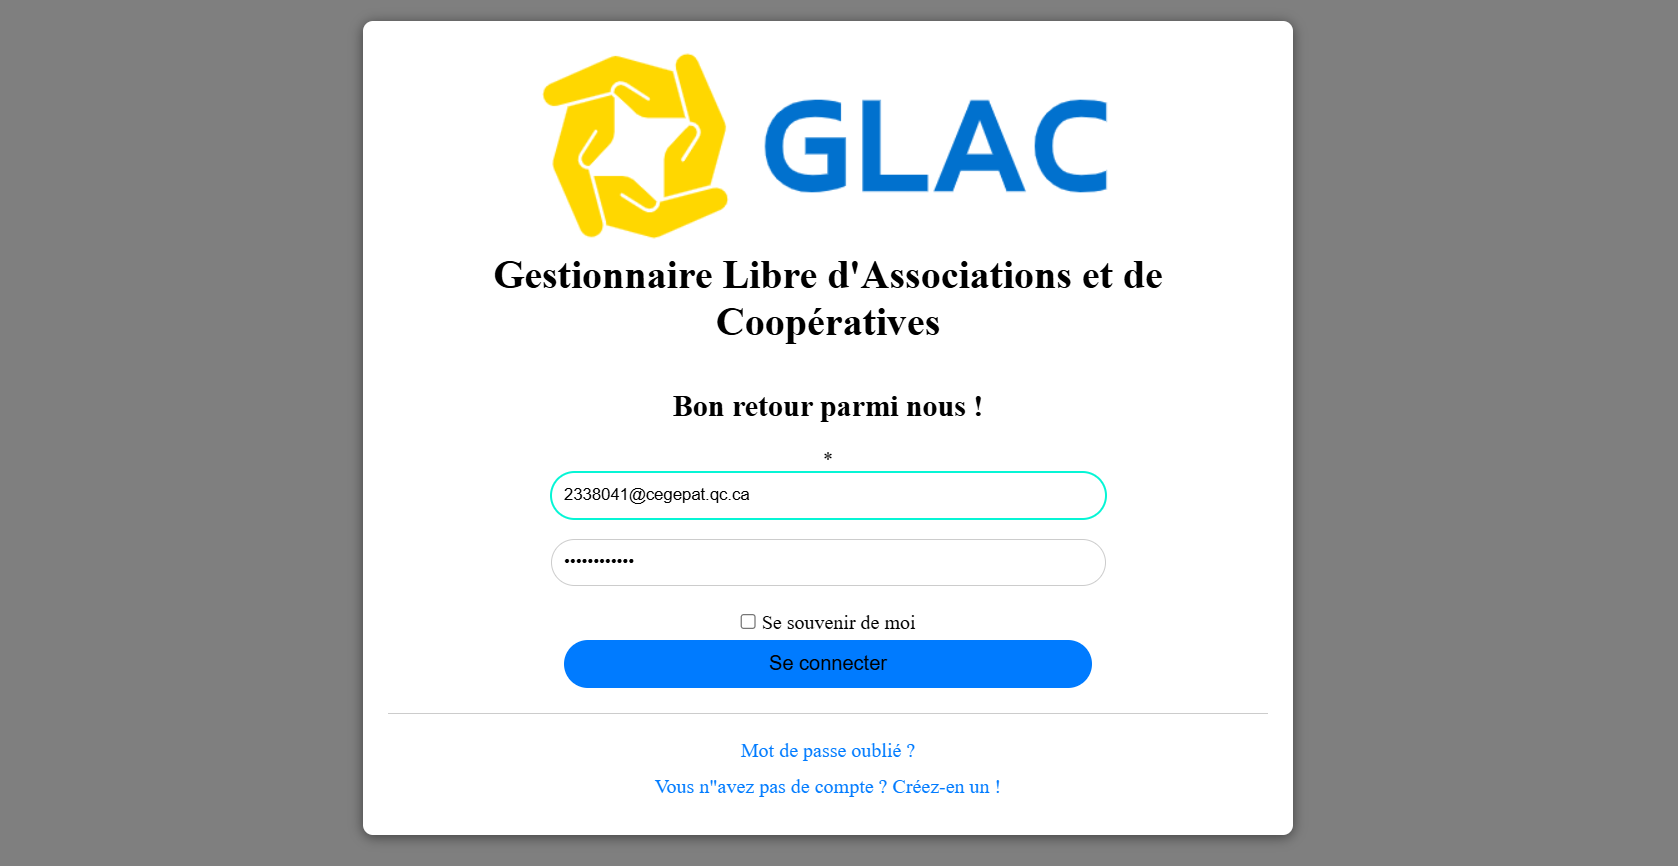 GLAC
Gestionnaire Libre d'Associations et de
Coopératives
Bon retour parmi nous !
*
2338041@cegepat.qc.ca
••••••••••••
Se souvenir de moi
Se connecter
Mot de passe oublié ?
Vous n''avez pas de compte ? Créez-en un !